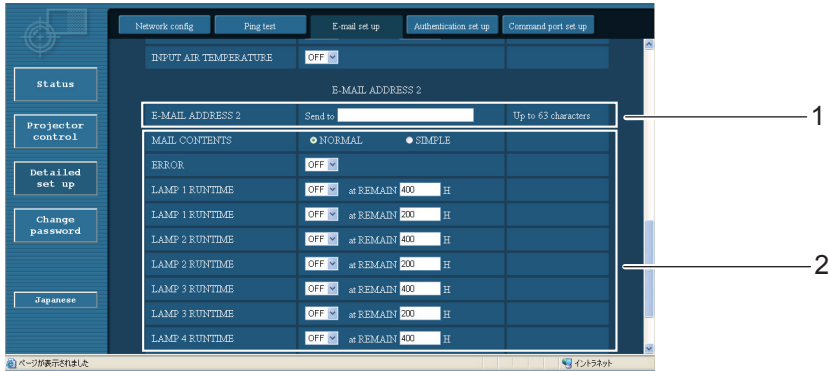 Network config Ping test E-mail set up Authentication set up Command port set up
INPUT AIR TEMPERATURE OFF
Status
E-MAIL ADDRESS 2
E-MAIL ADDRESS 2 Send to Up to 63 characters
1
Projector control
MAIL CONTENTS NORMAL SIMPLE
ERROR OFF
Detailed set up
LAMP 1 RUNTIME OFF at REMAIN 400 H
LAMP 1 RUNTIME OFF at REMAIN 200 H
Change password
LAMP 2 RUNTIME OFF at REMAIN 400 H
LAMP 2 RUNTIME OFF at REMAIN 200 H
2
LAMP 3 RUNTIME OFF at REMAIN 400 H
Japanese
LAMP 3 RUNTIME OFF at REMAIN 200 H
LAMP 4 RUNTIME OFF at REMAIN 400 H
ページが表示されました イントラネット